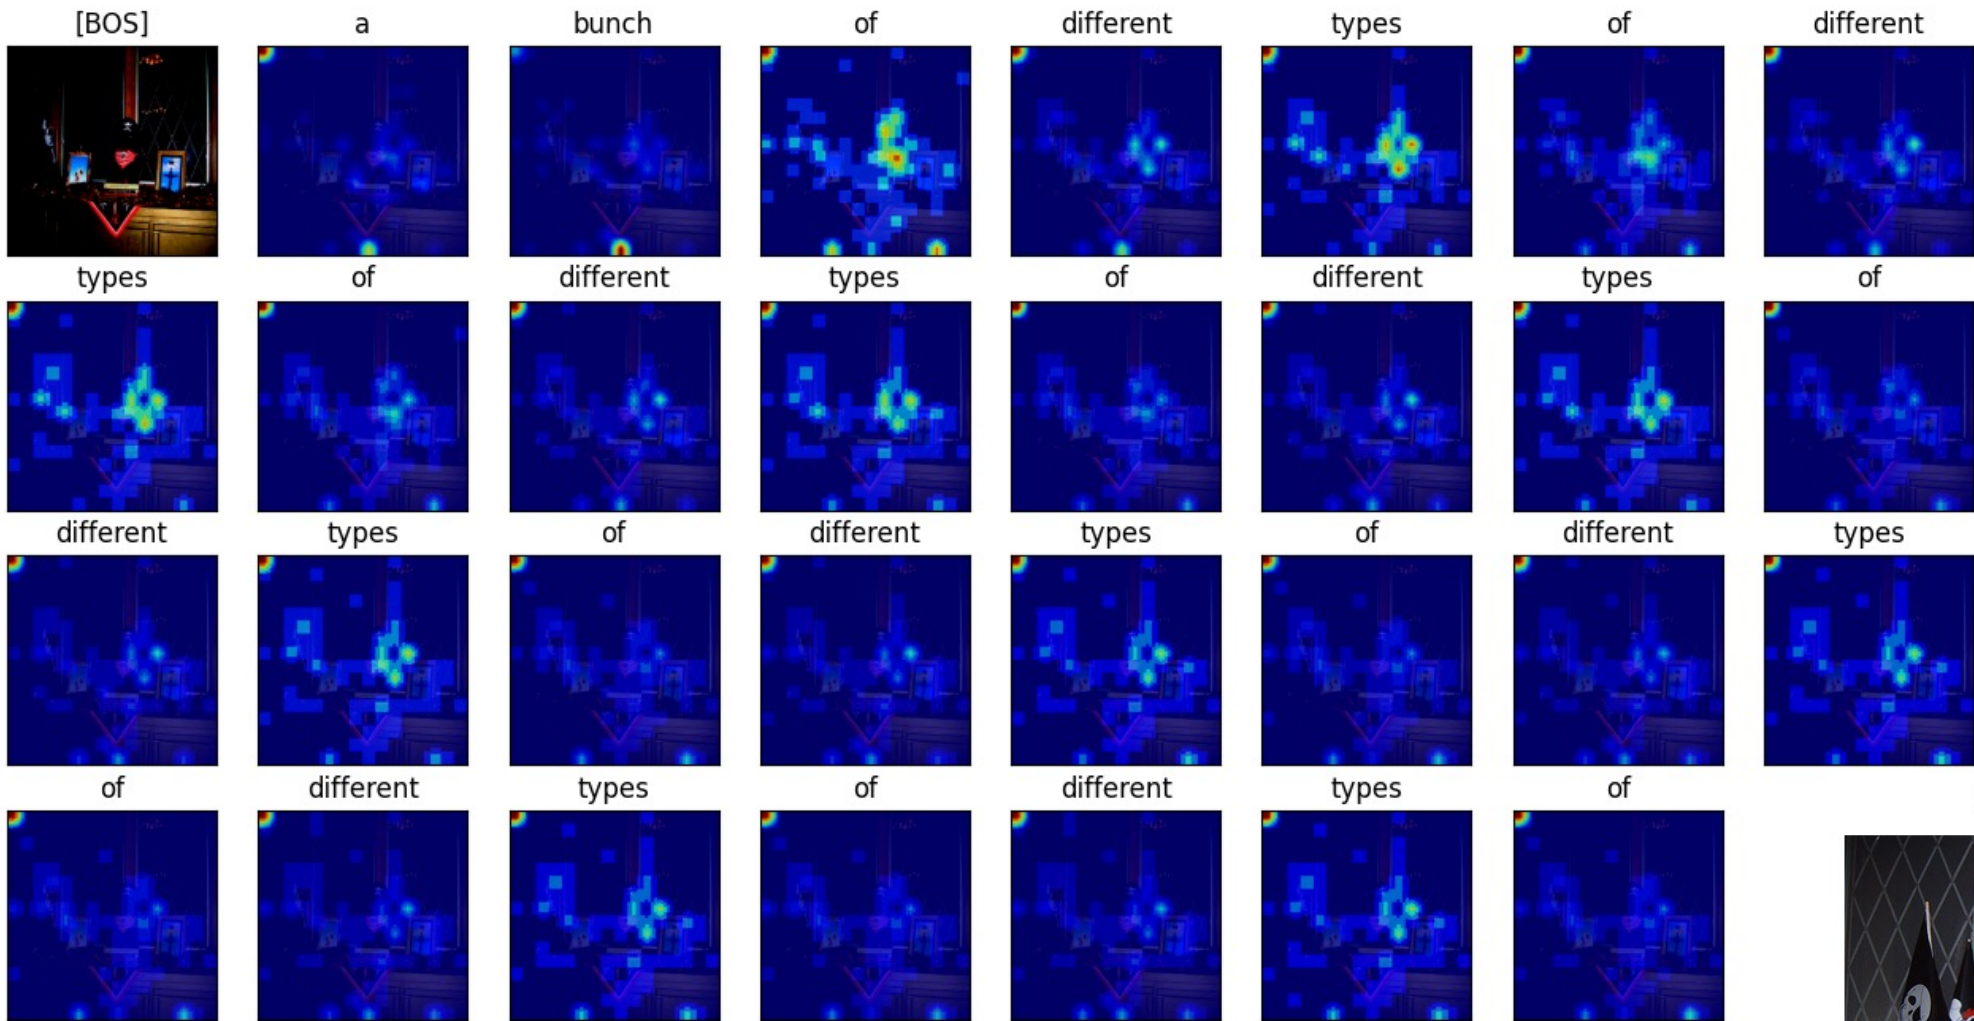 [BOS] a bunch of different types of different
types of different types of different types of
different types of different types of different types
of different types of different types of